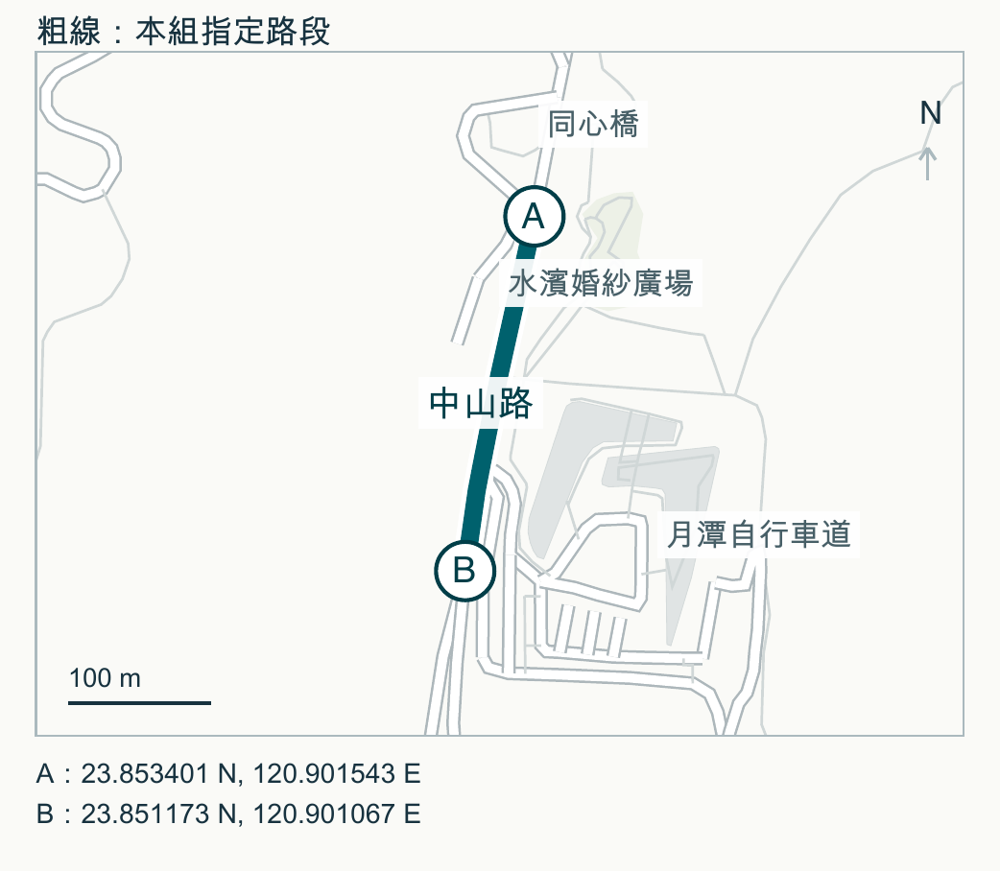 粗線：本組指定路段
同心橋
N
A
水濱婚紗廣場
中山路
月潭自行車道
B
100 m
A：23.853401 N, 120.901543 E
B：23.851173 N, 120.901067 E